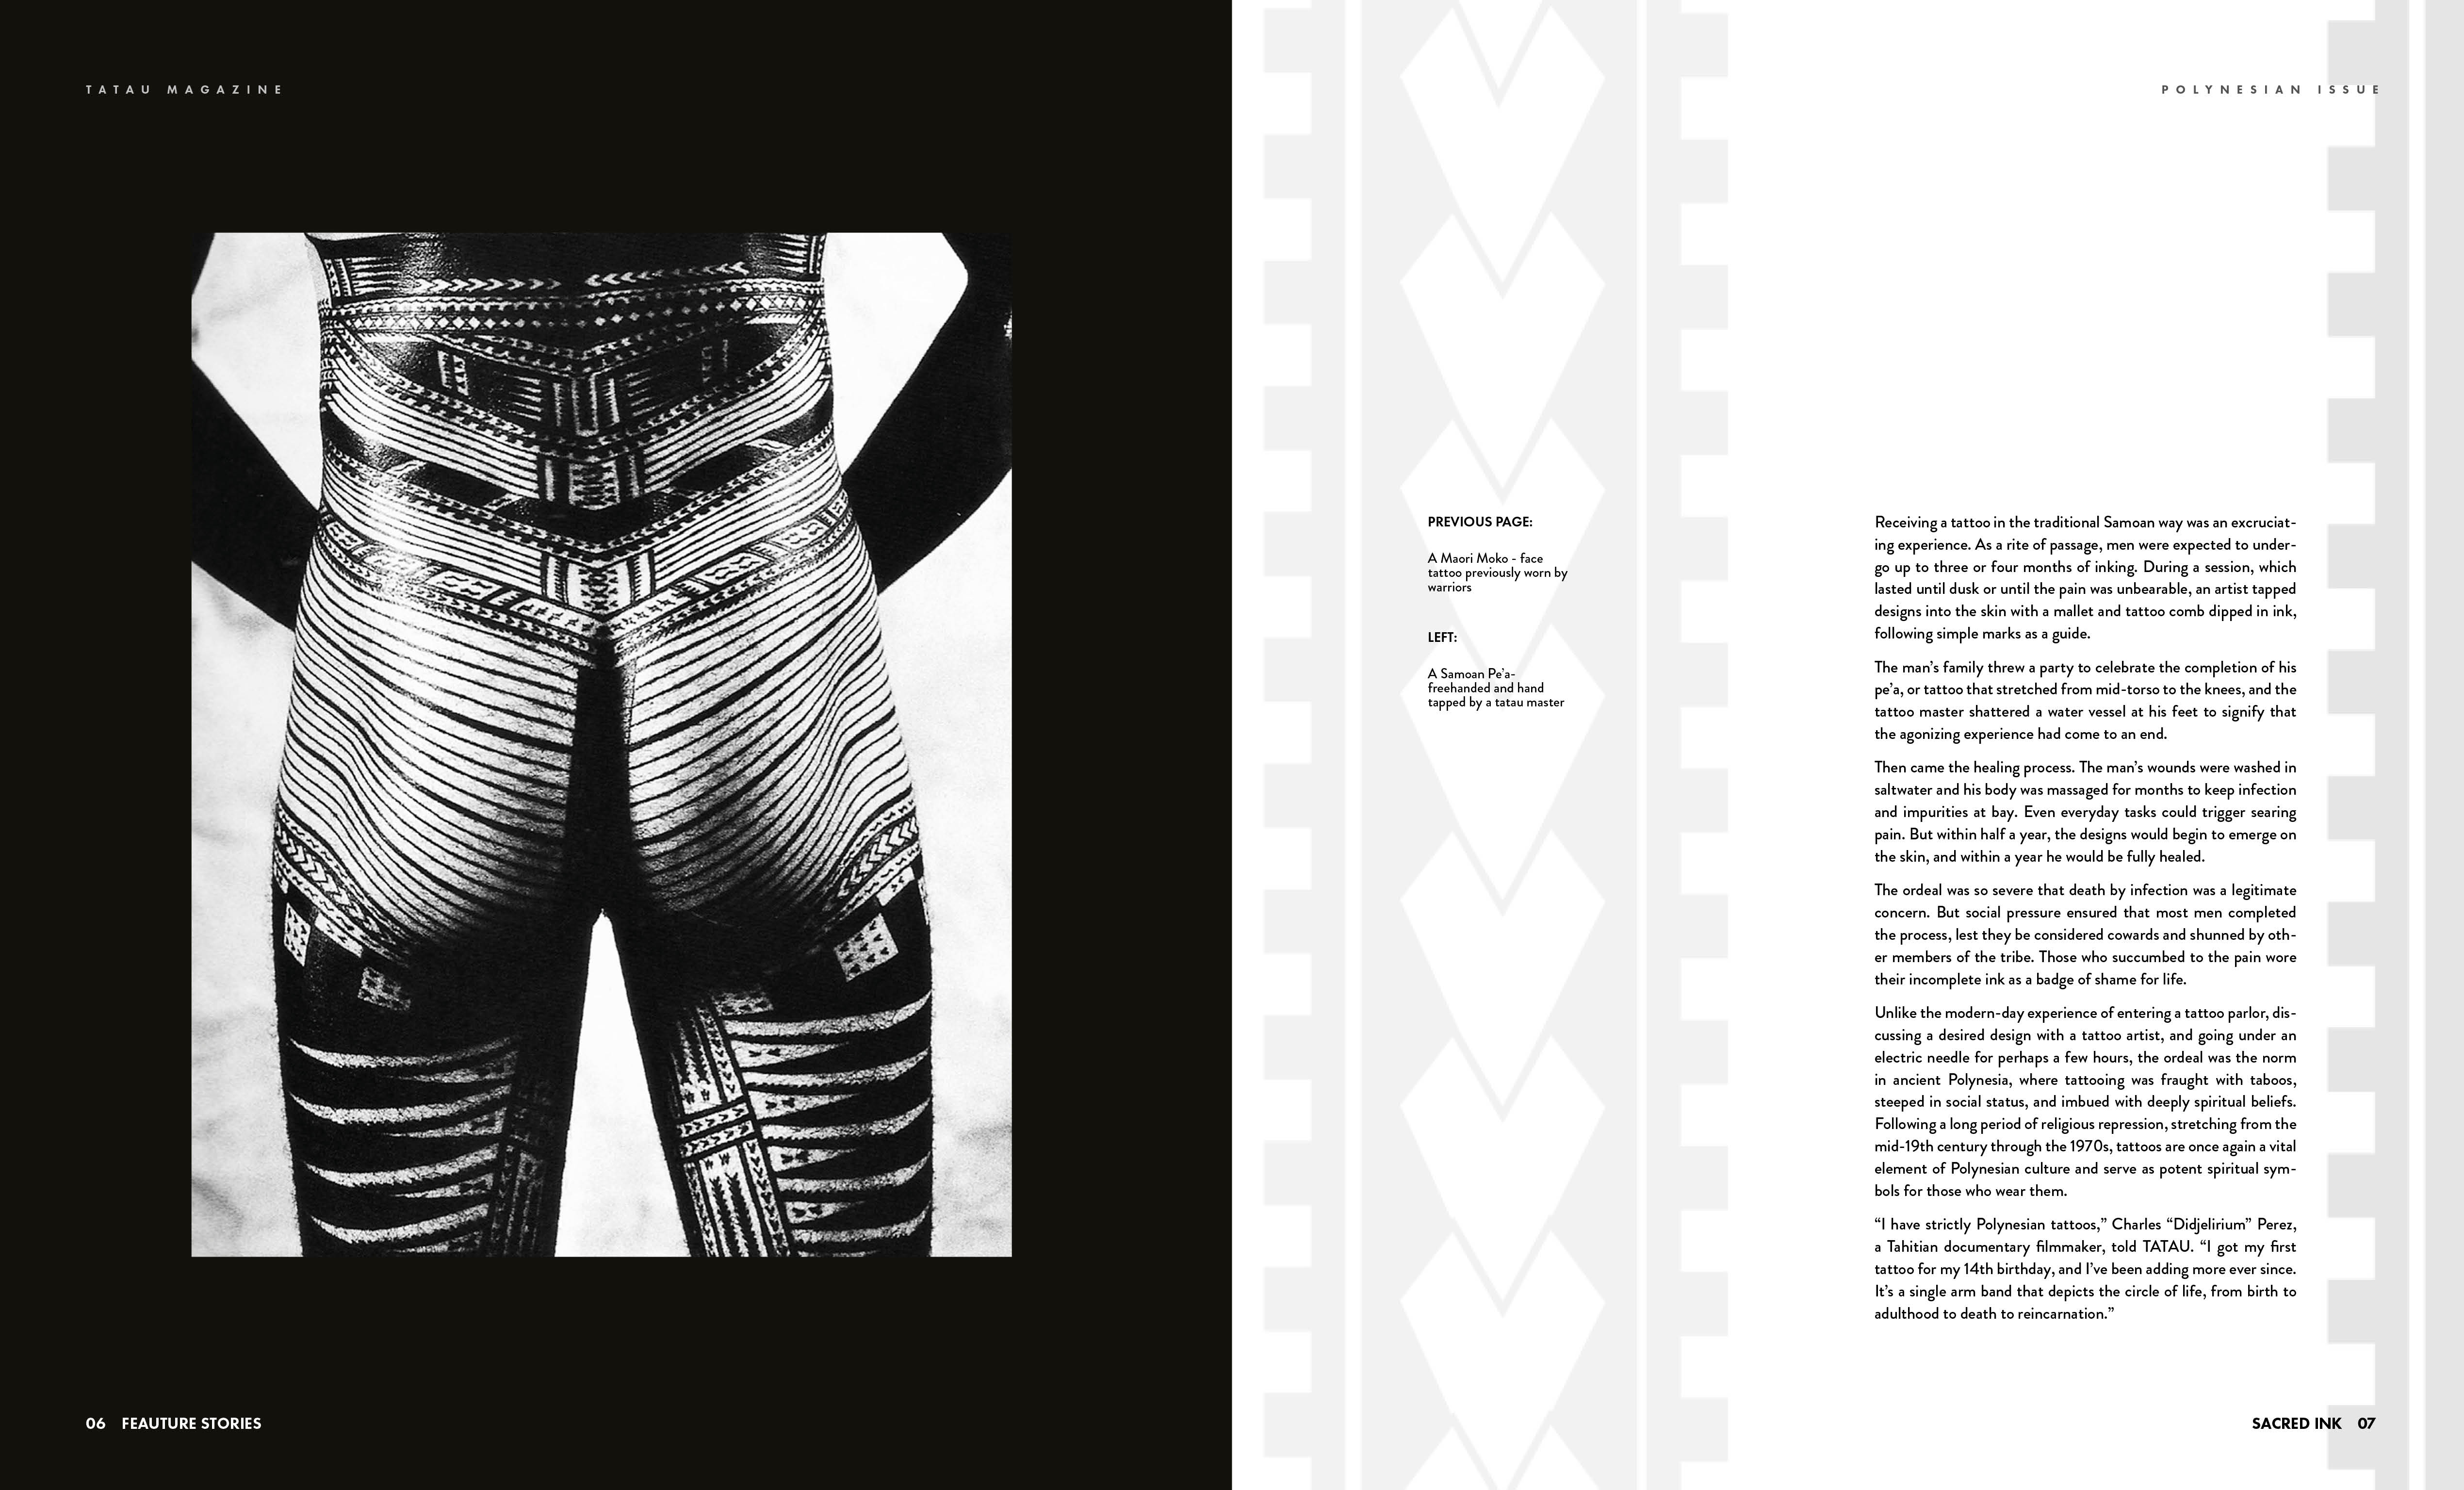 TATAU MAGAZINE
POLYNESIAN ISSUE
PREVIOUS PAGE:
A Maori Moko - face
tattoo previously worn by
warriors
LEFT:
A Samoan Pe’a-
freehanded and hand
tapped by a tatau master
Receiving a tattoo in the traditional Samoan way was an excruciat-
ing experience. As a rite of passage, men were expected to under-
go up to three or four months of inking. During a session, which
lasted until dusk or until the pain was unbearable, an artist tapped
designs into the skin with a mallet and tattoo comb dipped in ink,
following simple marks as a guide.
The man’s family threw a party to celebrate the completion of his
pe’a, or tattoo that stretched from mid-torso to the knees, and the
tattoo master shattered a water vessel at his feet to signify that
the agonizing experience had come to an end.
Then came the healing process. The man’s wounds were washed in
saltwater and his body was massaged for months to keep infection
and impurities at bay. Even everyday tasks could trigger searing
pain. But within half a year, the designs would begin to emerge on
the skin, and within a year he would be fully healed.
The ordeal was so severe that death by infection was a legitimate
concern. But social pressure ensured that most men completed
the process, lest they be considered cowards and shunned by oth-
er members of the tribe. Those who succumbed to the pain wore
their incomplete ink as a badge of shame for life.
Unlike the modern-day experience of entering a tattoo parlor, dis-
cussing a desired design with a tattoo artist, and going under an
electric needle for perhaps a few hours, the ordeal was the norm
in ancient Polynesia, where tattooing was fraught with taboos,
steeped in social status, and imbued with deeply spiritual beliefs.
Following a long period of religious repression, stretching from the
mid-19th century through the 1970s, tattoos are once again a vital
element of Polynesian culture and serve as potent spiritual sym-
bols for those who wear them.
“I have strictly Polynesian tattoos,” Charles “Didjelirium” Perez,
a Tahitian documentary filmmaker, told TATAU. “I got my first
tattoo for my 14th birthday, and I’ve been adding more ever since.
It’s a single arm band that depicts the circle of life, from birth to
adulthood to death to reincarnation.”
06 FEAUTURE STORIES
SACRED INK 07